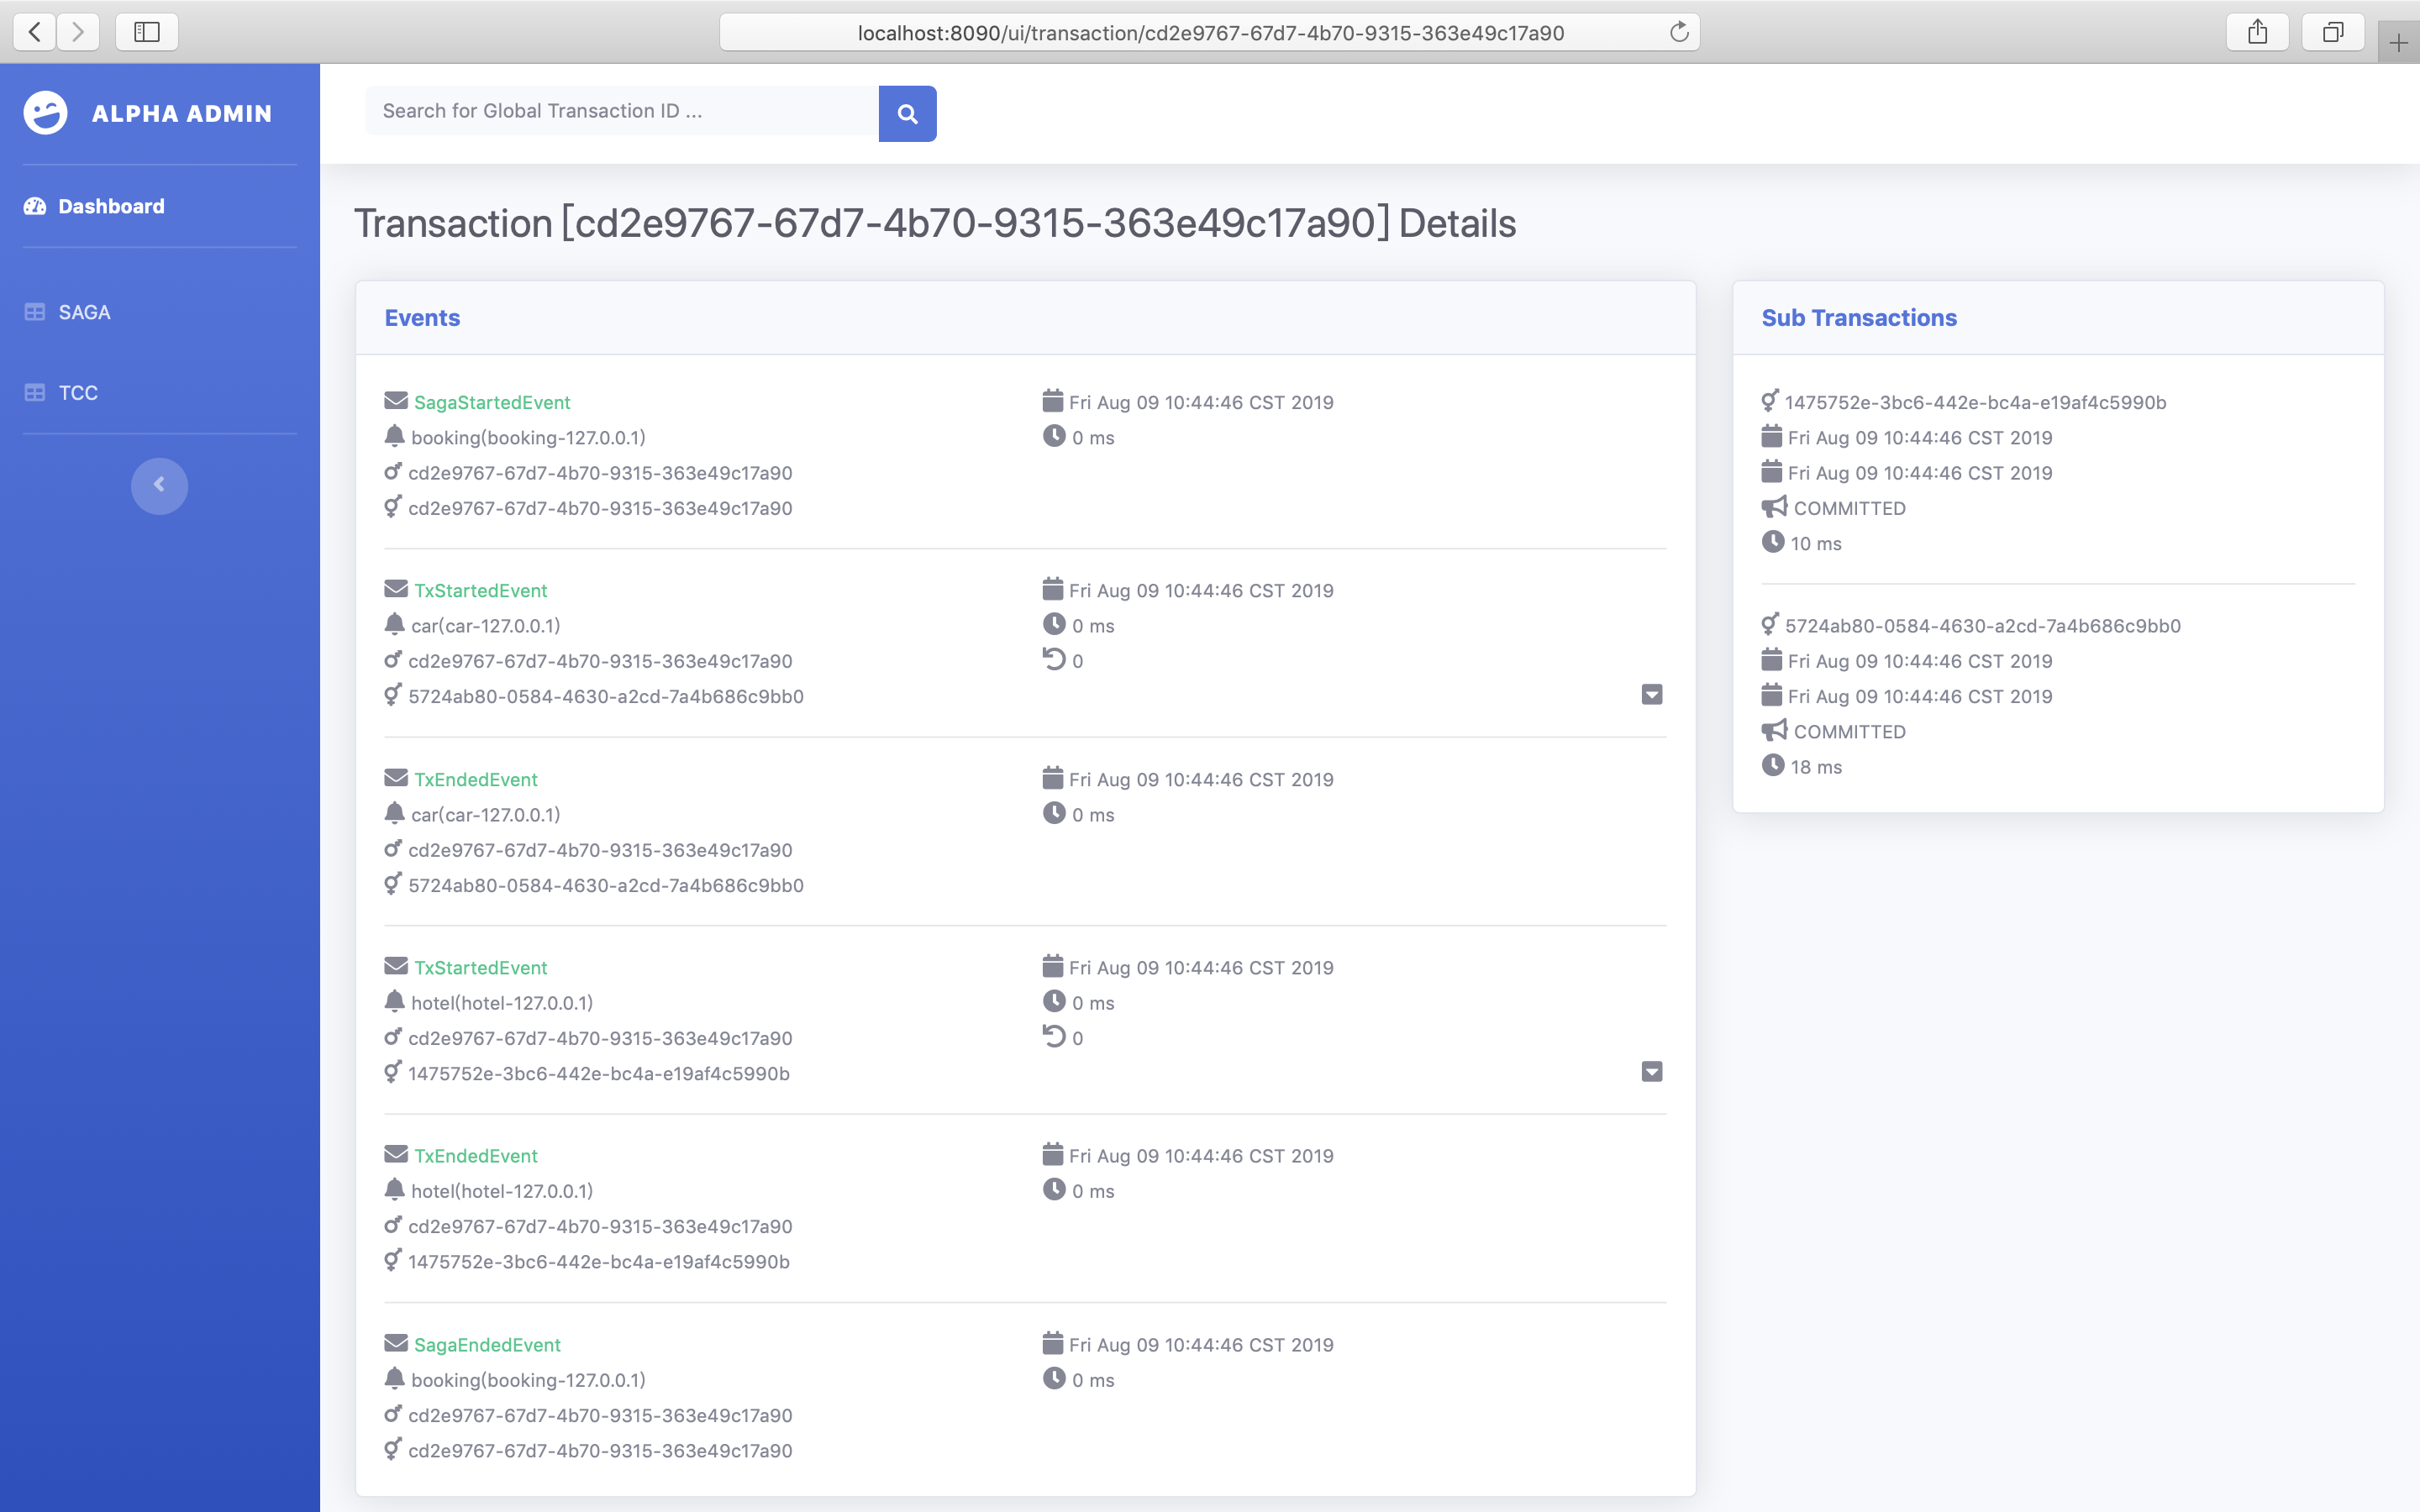 localhost:8090/ui/transaction/cd2e9767-67d7-4b70-9315-363e49c17a90
ALPHA ADMIN
Search for Global Transaction ID ...
Dashboard
SAGA
TCC
Transaction [cd2e9767-67d7-4b70-9315-363e49c17a90] Details
Events
SagaStartedEvent
Fri Aug 09 10:44:46 CST 2019
booking(booking-127.0.0.1)
0 ms
cd2e9767-67d7-4b70-9315-363e49c17a90
cd2e9767-67d7-4b70-9315-363e49c17a90
TxStartedEvent
Fri Aug 09 10:44:46 CST 2019
car(car-127.0.0.1)
0 ms
cd2e9767-67d7-4b70-9315-363e49c17a90
0
5724ab80-0584-4630-a2cd-7a4b686c9bb0
TxEndedEvent
Fri Aug 09 10:44:46 CST 2019
car(car-127.0.0.1)
0 ms
cd2e9767-67d7-4b70-9315-363e49c17a90
5724ab80-0584-4630-a2cd-7a4b686c9bb0
TxStartedEvent
Fri Aug 09 10:44:46 CST 2019
hotel(hotel-127.0.0.1)
0 ms
cd2e9767-67d7-4b70-9315-363e49c17a90
0
1475752e-3bc6-442e-bc4a-e19af4c5990b
TxEndedEvent
Fri Aug 09 10:44:46 CST 2019
hotel(hotel-127.0.0.1)
0 ms
cd2e9767-67d7-4b70-9315-363e49c17a90
1475752e-3bc6-442e-bc4a-e19af4c5990b
SagaEndedEvent
Fri Aug 09 10:44:46 CST 2019
booking(booking-127.0.0.1)
0 ms
cd2e9767-67d7-4b70-9315-363e49c17a90
cd2e9767-67d7-4b70-9315-363e49c17a90
Sub Transactions
1475752e-3bc6-442e-bc4a-e19af4c5990b
Fri Aug 09 10:44:46 CST 2019
Fri Aug 09 10:44:46 CST 2019
COMMITTED
10 ms
5724ab80-0584-4630-a2cd-7a4b686c9bb0
Fri Aug 09 10:44:46 CST 2019
Fri Aug 09 10:44:46 CST 2019
COMMITTED
18 ms